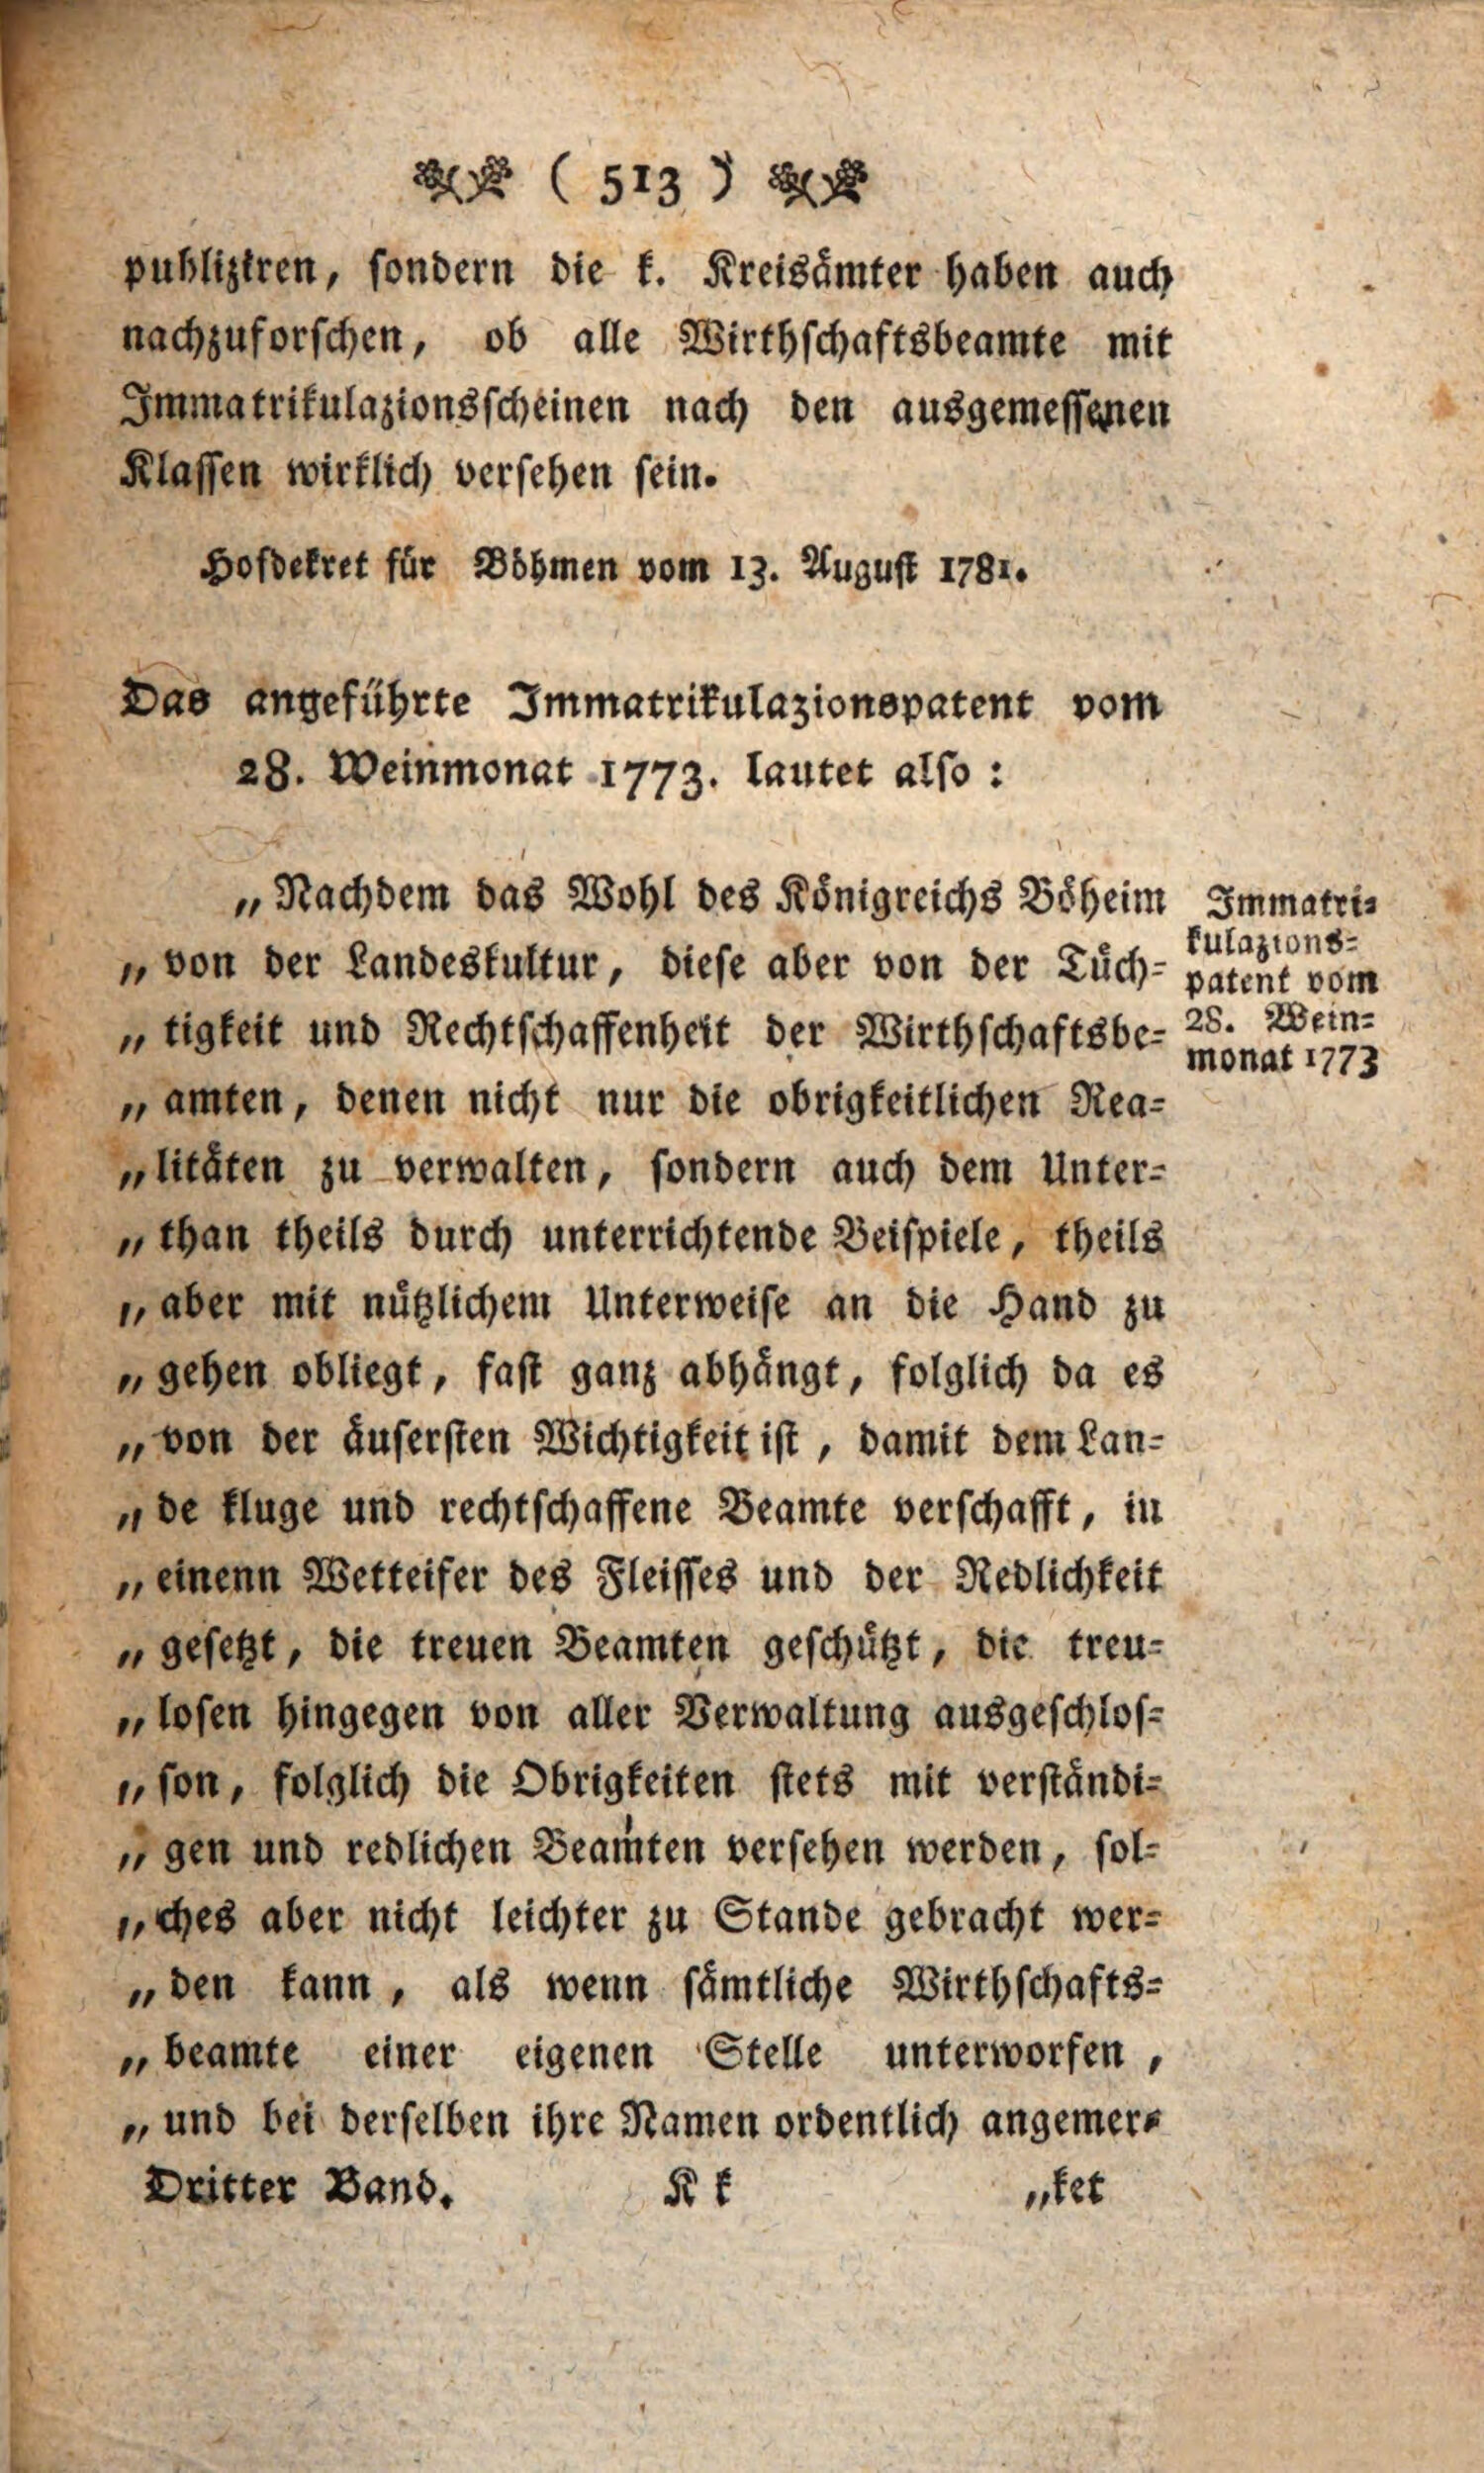 ( 513 )
publiziren, sondern die k. Kreisämter haben auch
nachzuforschen, ob alle Wirthschaftsbeamte mit
Immatrikulazionsscheinen nach den ausgemessenen
Klassen wirklich versehen sein.
Hofdekret für Böhmen vom 13. August 1781.
Das angeführte Immatrikulazionspatent vom
28. Weinmonat 1773. lautet also :
„Nachdem das Wohl des Königreichs Böheim
„von der Landeskultur, diese aber von der Tüch-
„tigkeit und Rechtschaffenheit der Wirthschaftsbe-
„amten, denen nicht nur die obrigkeitlichen Rea-
„litäten zu verwalten, sondern auch dem Unter-
„than theils durch unterrichtende Beispiele, theils
„aber mit nützlichem Unterweise an die Hand zu
„gehen obliegt, fast ganz abhängt, folglich da es
„von der äusersten Wichtigkeit ist, damit dem Lan-
„de kluge und rechtschaffene Beamte verschafft, in
„einenn Wetteifer des Fleisses und der Redlichkeit
„gesetzt, die treuen Beamten geschützt, die treu-
„losen hingegen von aller Verwaltung ausgeschlos-
„son, folglich die Obrigkeiten stets mit verständi-
„gen und redlichen Beamten versehen werden, sol-
„ches aber nicht leichter zu Stande gebracht wer-
„den kann, als wenn sämtliche Wirthschafts-
„beamte einer eigenen Stelle unterworfen,
„und bei derselben ihre Namen ordentlich angemer-
Immatri-
kulazions-
patent vom
28. Wein-
monat 1773
Dritter Band. K k „ket